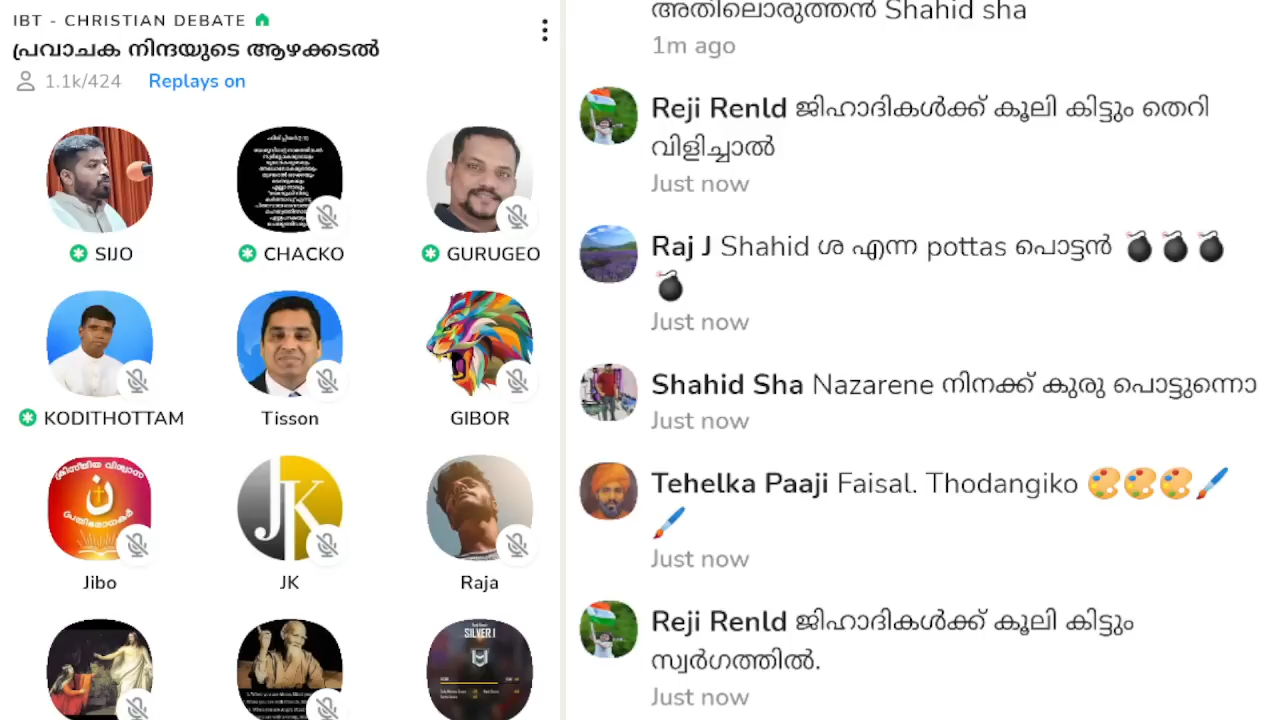 IBT - CHRISTIAN DEBATE
പ്രവാചക നിന്ദയുടെ ആഴക്കടൽ
1.1k/424 Replays on
SIJO CHACKO GURUGEO
KODITHOTTAM Tisson GIBOR
ക്രിസ്തീയ വിശ്വാസ
ن
പ്രതിരോധകർ
JK
Jibo JK Raja
SILVER I
അതിലൊരുത്തൻ Shahid sha
1m ago
Reji Renld ജിഹാദികൾക്ക് കൂലി കിട്ടും തെറി
വിളിച്ചാൽ
Just now
Raj J Shahid ശ എന്ന pottas പൊട്ടൻ 💣💣💣
💣
Just now
Shahid Sha Nazarene നിനക്ക് കുരു പൊട്ടുന്നൊ
Just now
Tehelka Paaji Faisal. Thodangiko 🎨🎨🎨🖌️
🖌️
Just now
Reji Renld ജിഹാദികൾക്ക് കൂലി കിട്ടും
സ്വർഗത്തിൽ.
Just now